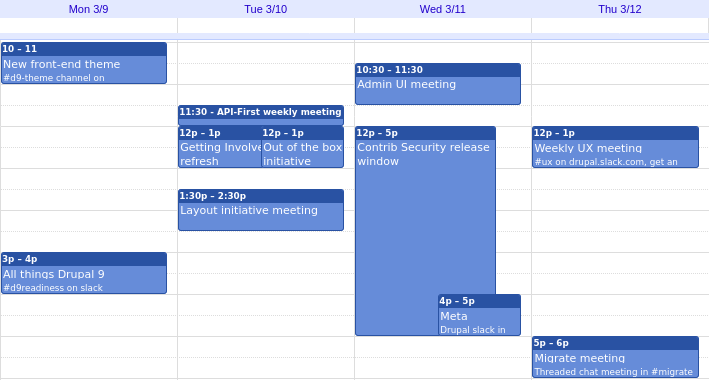 Mon 3/9
Tue 3/10
Wed 3/11
Thu 3/12
10 – 11
New front-end theme
#d9-theme channel on
3p – 4p
All things Drupal 9
#d9readiness on slack
11:30 - API-First weekly meeting
12p – 1p
Getting Involve
refresh
12p – 1p
Out of the box
initiative
1:30p – 2:30p
Layout initiative meeting
10:30 – 11:30
Admin UI meeting
12p – 5p
Contrib Security release
window
4p – 5p
Meta
Drupal slack in
12p – 1p
Weekly UX meeting
#ux on drupal.slack.com, get an
5p – 6p
Migrate meeting
Threaded chat meeting in #migrate